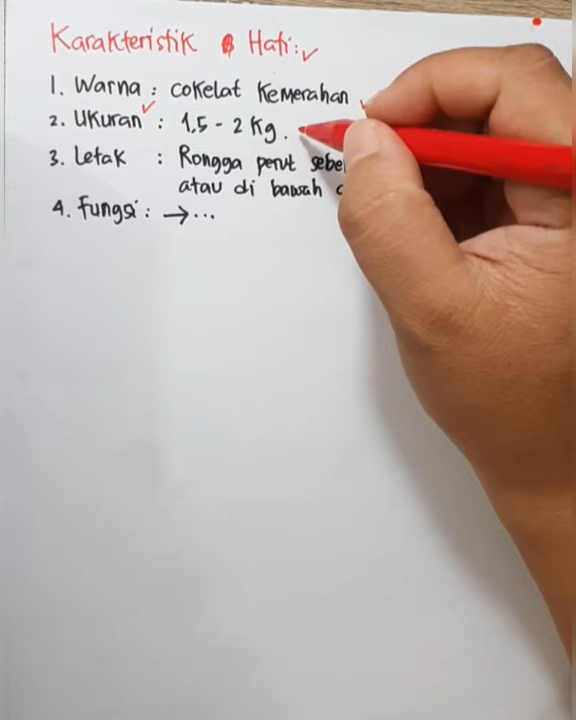 Karakteristik Hati :
1. Warna : cokelat Kemerahan
2. Ukuran : 1,5 - 2 Kg.
3. Letak : Rongga perut
atau di bawah
4. Fungsi : → ...